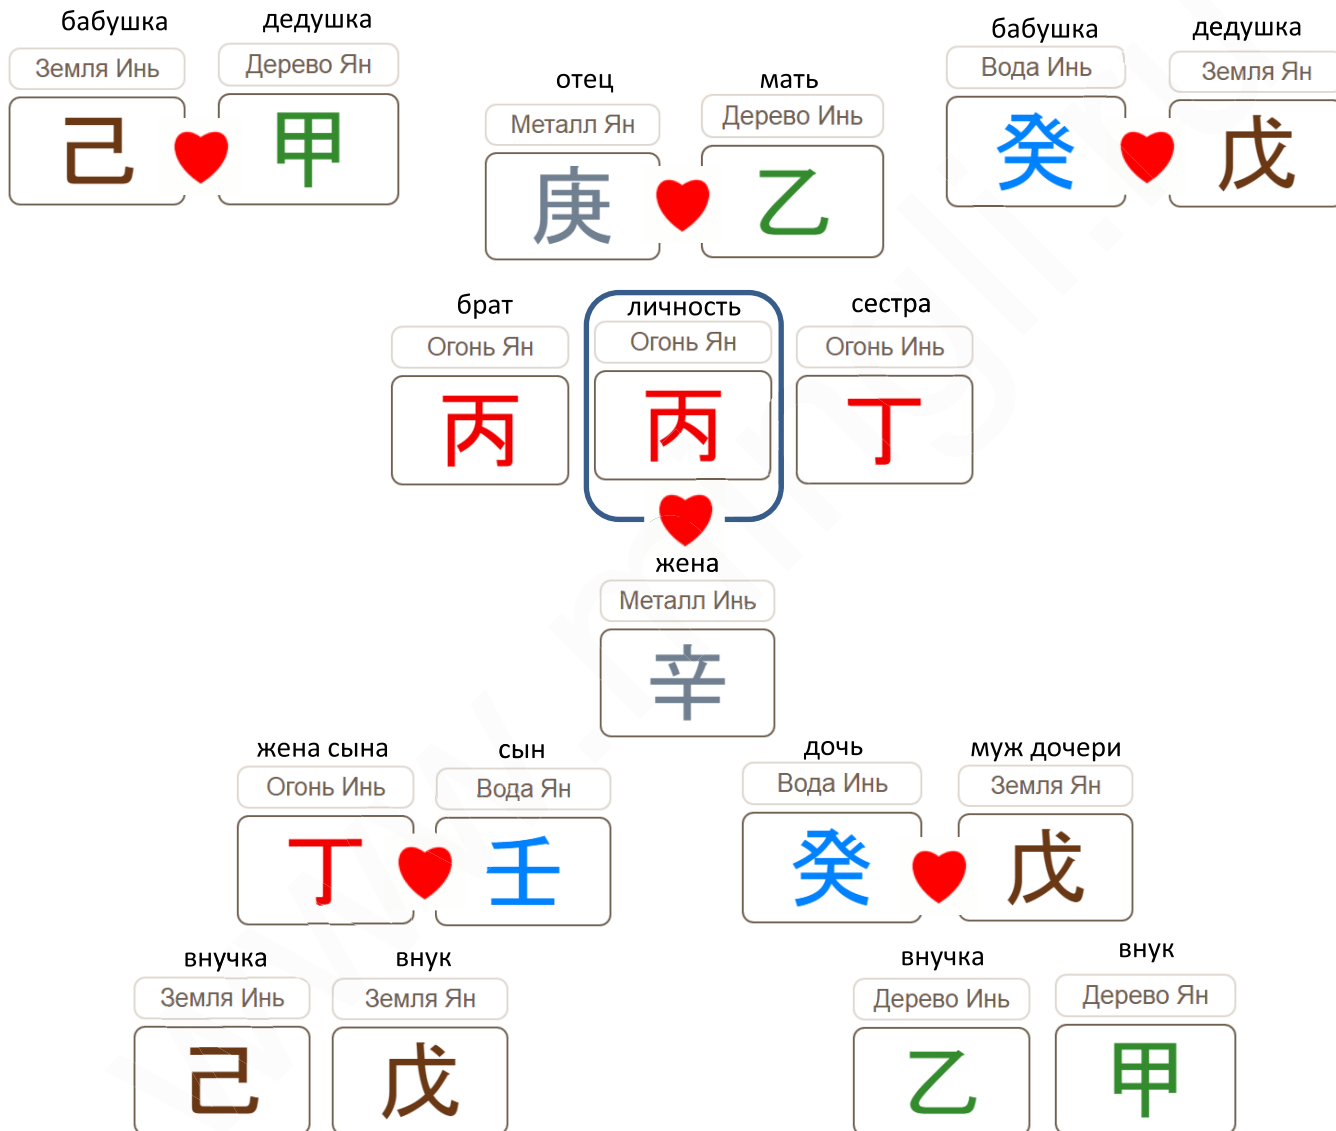 бабушка
Земля Инь
己
дедушка
Дерево Ян
甲
отец
Металл Ян
庚
мать
Дерево Инь
乙
бабушка
Вода Инь
癸
дедушка
Земля Ян
戊
брат
Огонь Ян
丙
личность
Огонь Ян
丙
сестра
Огонь Инь
丁
жена
Металл Инь
辛
жена сына
Огонь Инь
丁
сын
Вода Ян
壬
дочь
Вода Инь
癸
муж дочери
Земля Ян
戊
внучка
Земля Инь
己
внук
Земля Ян
戊
внучка
Дерево Инь
乙
внук
Дерево Ян
甲